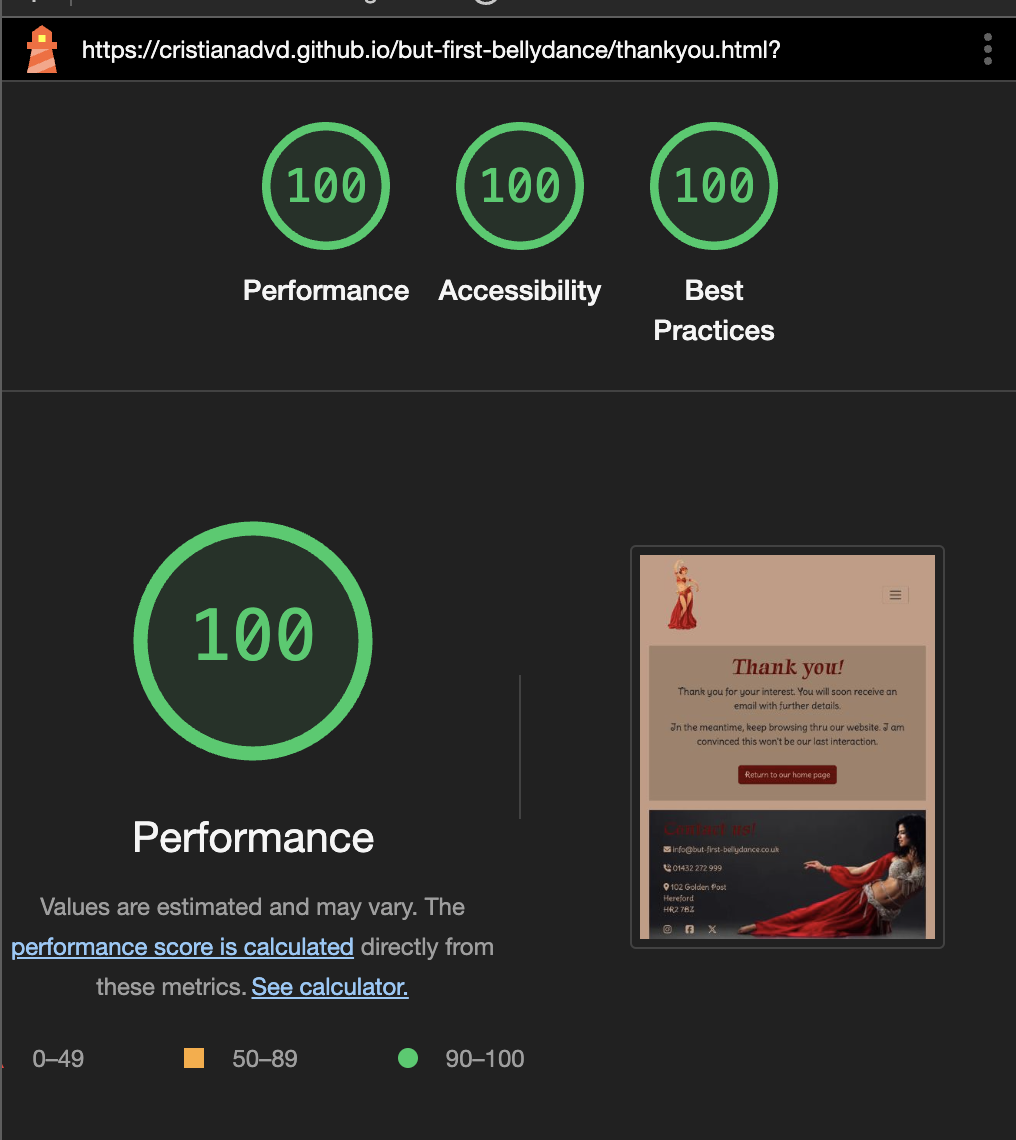 https://cristianadvd.github.io/but-first-bellydance/thankyou.html?
100
100
100
Performance
Accessibility
Best
Practices
100
Performance
Values are estimated and may vary. The
performance score is calculated directly from
these metrics. See calculator.
0–49
50–89
90–100
Thank you!
Thank you for your interest. You will soon receive an
email with further details.
In the meantime, keep browsing thru our website. I am
convinced this won't be our last interaction.
Return to our home page
Contact us!
info@but-first-bellydance.co.uk
01432 272 999
102 Golden Post
Hereford
HR2 7BZ